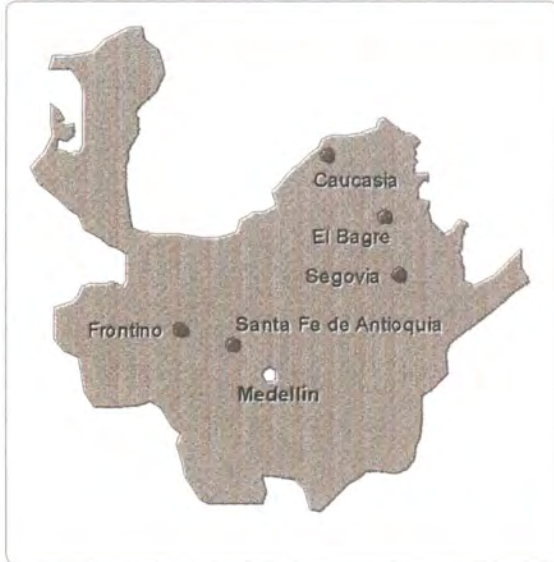 Caucasia
El Bagre
Segovia
Frontino
Santa Fe de Antioquia
Medellín